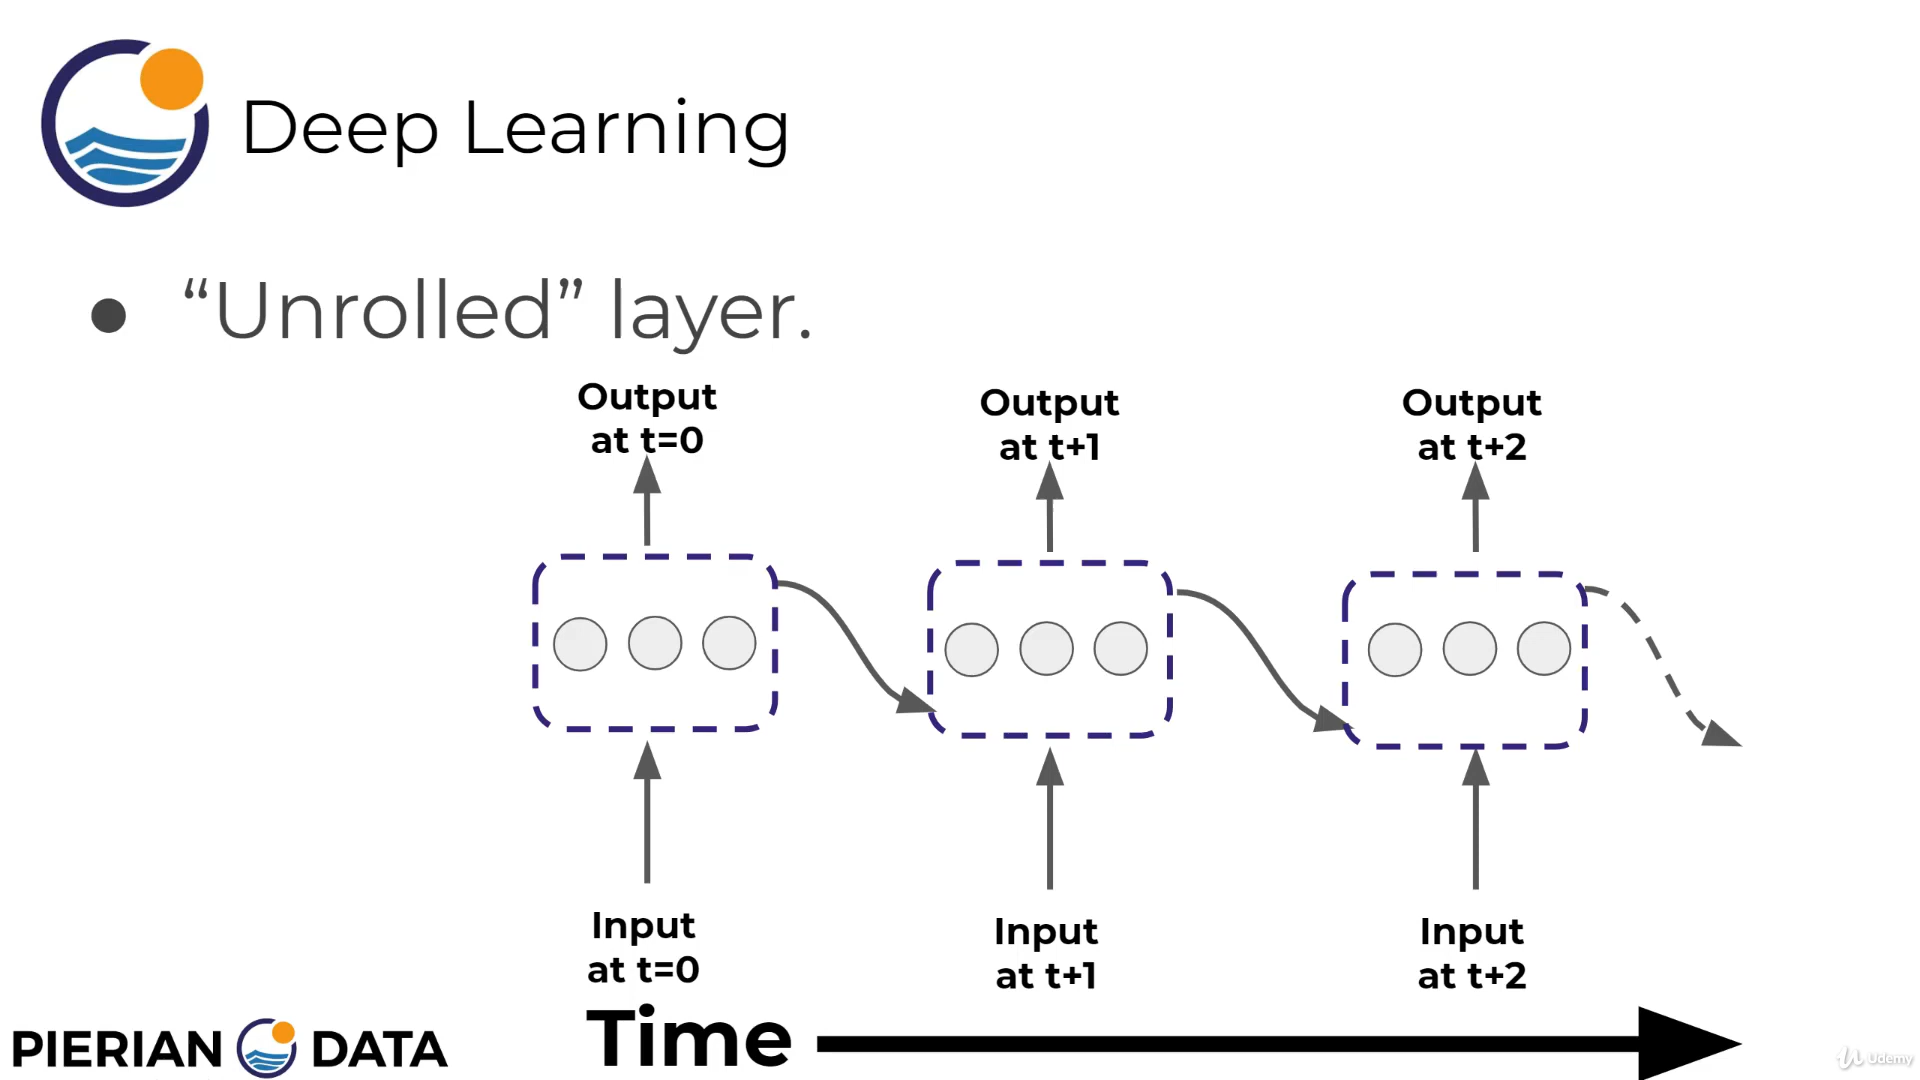 Deep Learning
● “Unrolled” layer.
Output
at t=0
Output
at t+1
Output
at t+2
Input
at t=0
Input
at t+1
Input
at t+2
Time
PIERIAN DATA
Udemy